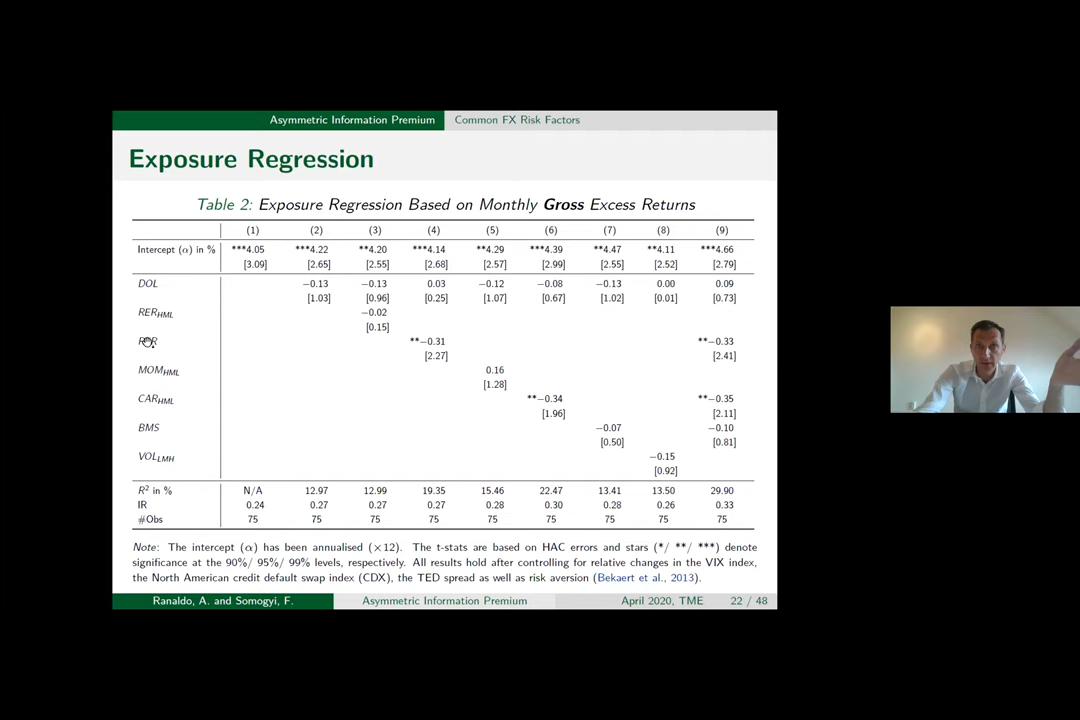 Asymmetric Information Premium Common FX Risk Factors
Exposure Regression
Table 2: Exposure Regression Based on Monthly Gross Excess Returns
(1) (2) (3) (4) (5) (6) (7) (8) (9)
Intercept (α) in % ***4.05 ***4.22 **4.20 ***4.14 **4.29 ***4.39 **4.47 **4.11 ***4.66
[3.09] [2.65] [2.55] [2.68] [2.57] [2.99] [2.55] [2.52] [2.79]
DOL −0.13 −0.13 0.03 −0.12 −0.08 −0.13 0.00 0.09
[1.03] [0.96] [0.25] [1.07] [0.67] [1.02] [0.01] [0.73]
RER_HML −0.02
[0.15]
**−0.31 **−0.33
[2.27] [2.41]
MOM_HML 0.16
[1.28]
CAR_HML **−0.34 **−0.35
[1.96] [2.11]
BMS −0.07 −0.10
[0.50] [0.81]
VOL_LMH −0.15
[0.92]
R² in % N/A 12.97 12.99 19.35 15.46 22.47 13.41 13.50 29.90
IR 0.24 0.27 0.27 0.27 0.28 0.30 0.28 0.26 0.33
#Obs 75 75 75 75 75 75 75 75 75
Note: The intercept (α) has been annualised (×12). The t-stats are based on HAC errors and stars (*/ **/ ***) denote
significance at the 90%/ 95%/ 99% levels, respectively. All results hold after controlling for relative changes in the VIX index,
the North American credit default swap index (CDX), the TED spread as well as risk aversion (Bekaert et al., 2013).
Ranaldo, A. and Somogyi, F. Asymmetric Information Premium April 2020, TME 22 / 48